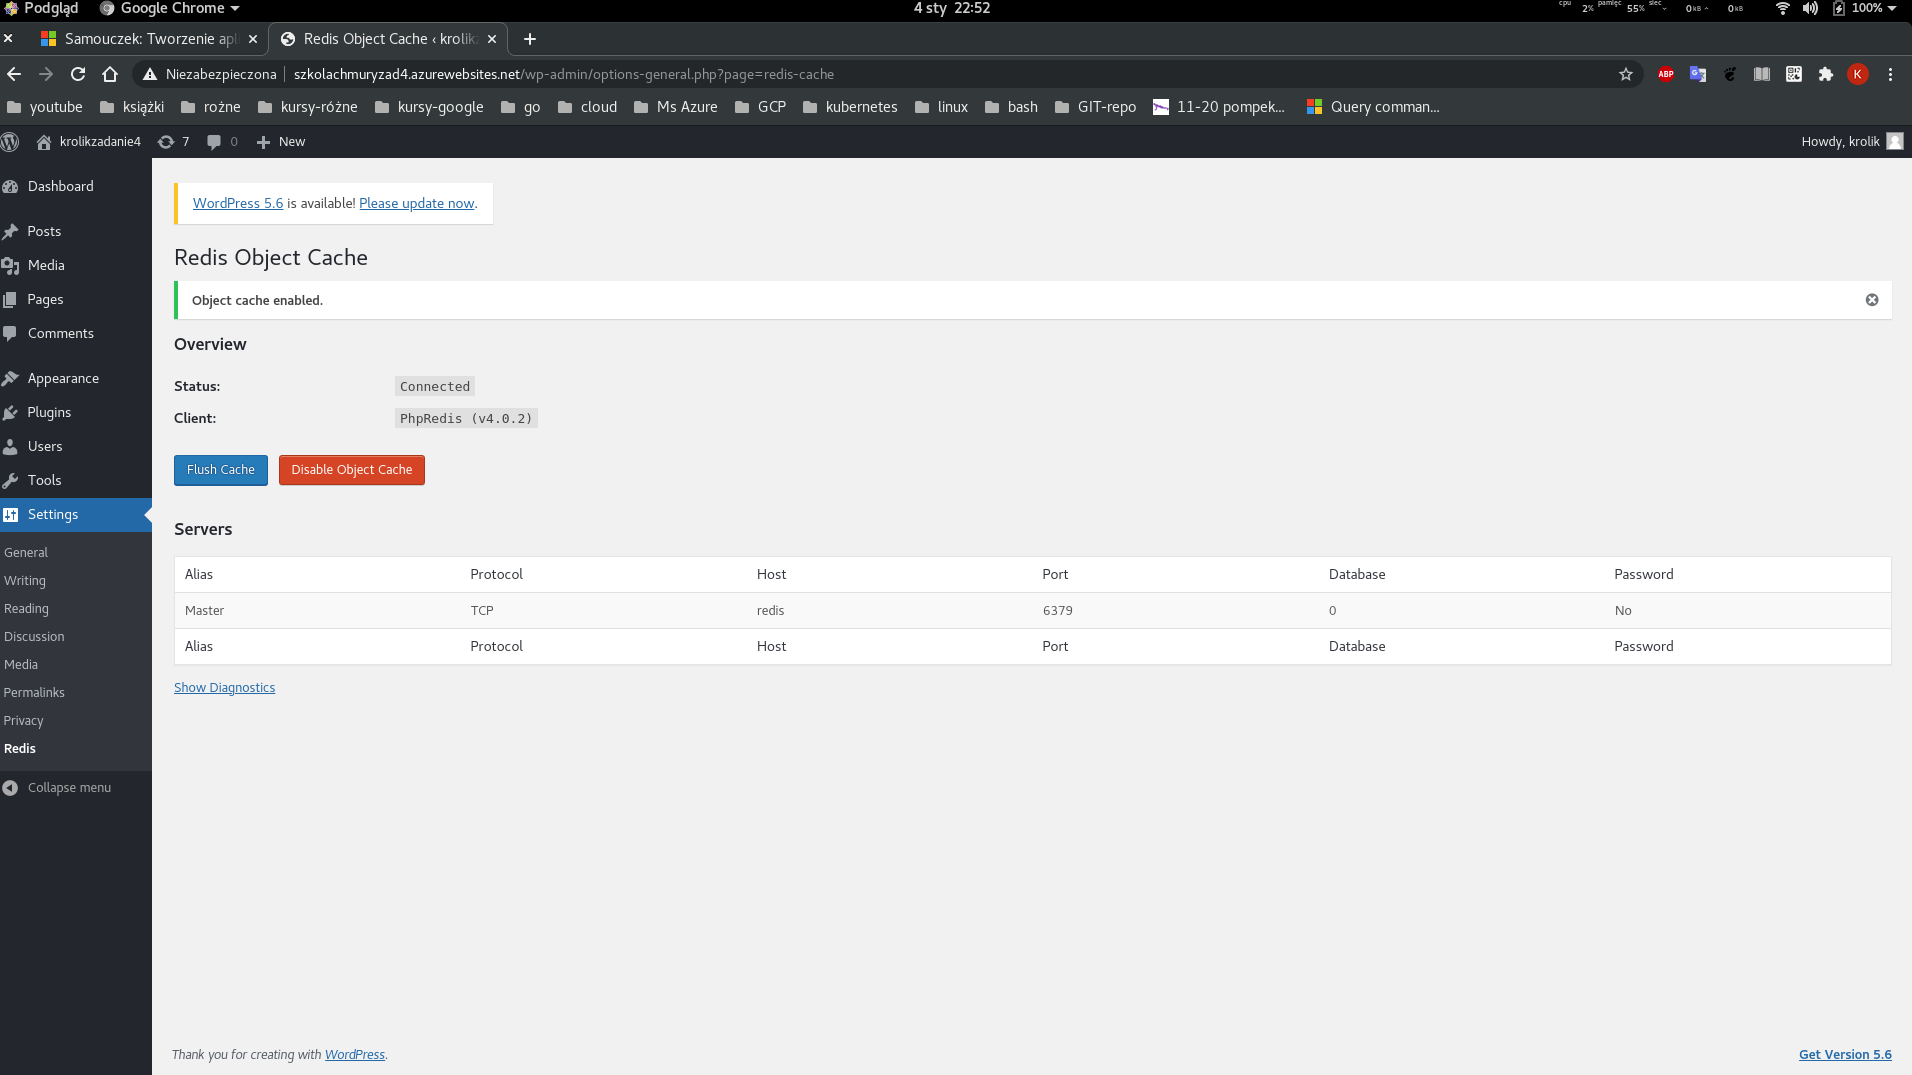 Podgląd Google Chrome 4 sty 22:52 cpu 2% pamięć 55% sieć 0 kB 0 kB 100%
Samouczek: Tworzenie apl Redis Object Cache ‹ krolikz
Niezabezpieczona szkolachmuryzad4.azurewebsites.net/wp-admin/options-general.php?page=redis-cache ABP K
youtube książki rożne kursy-różne kursy-google go cloud Ms Azure GCP kubernetes linux bash GIT-repo 11-20 pompek... Query comman...
krolikzadanie4 7 0 New Howdy, krolik
Dashboard
Posts
Media
Pages
Comments
Appearance
Plugins
Users
Tools
Settings
General
Writing
Reading
Discussion
Media
Permalinks
Privacy
Redis
Collapse menu
WordPress 5.6 is available! Please update now.
Redis Object Cache
Object cache enabled.
Overview
Status: Connected
Client: PhpRedis (v4.0.2)
Flush Cache Disable Object Cache
Servers
Alias Protocol Host Port Database Password
Master TCP redis 6379 0 No
Alias Protocol Host Port Database Password
Show Diagnostics
Thank you for creating with WordPress. Get Version 5.6